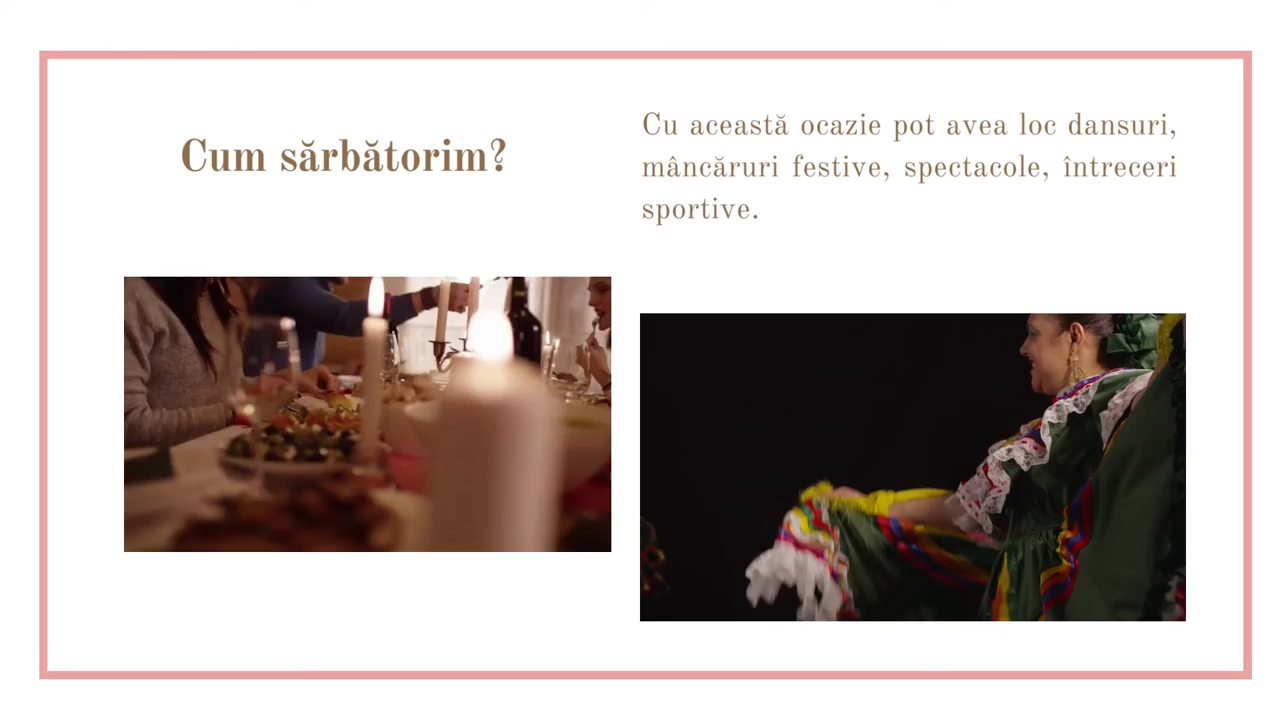 Cum sărbătorim?
Cu această ocazie pot avea loc dansuri,
mâncăruri festive, spectacole, întreceri
sportive.